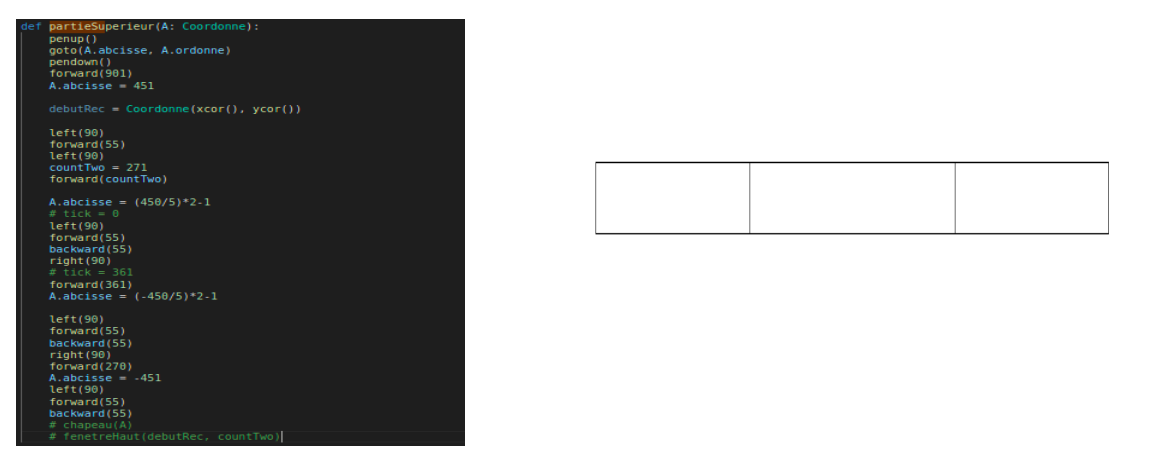 def partieSuperieur(A: Coordonne):
    penup()
    goto(A.abcisse, A.ordonne)
    pendown()
    forward(901)
    A.abcisse = 451

    debutRec = Coordonne(xcor(), ycor())

    left(90)
    forward(55)
    left(90)
    countTwo = 271
    forward(countTwo)

    A.abcisse = (450/5)*2-1
    # tick = 0
    left(90)
    forward(55)
    backward(55)
    right(90)
    # tick = 361
    forward(361)
    A.abcisse = (-450/5)*2-1

    left(90)
    forward(55)
    backward(55)
    right(90)
    forward(270)
    A.abcisse = -451
    left(90)
    forward(55)
    backward(55)
    # chapeau(A)
    # fenetreHaut(debutRec, countTwo)